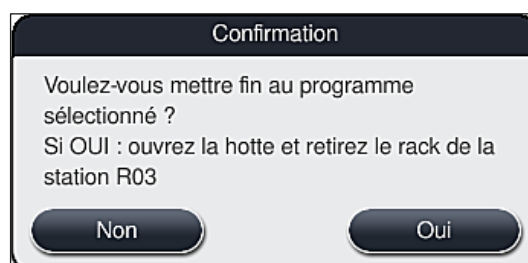 Confirmation
Voulez-vous mettre fin au programme
sélectionné ?
Si OUI : ouvrez la hotte et retirez le rack de la
station R03
Non
Oui